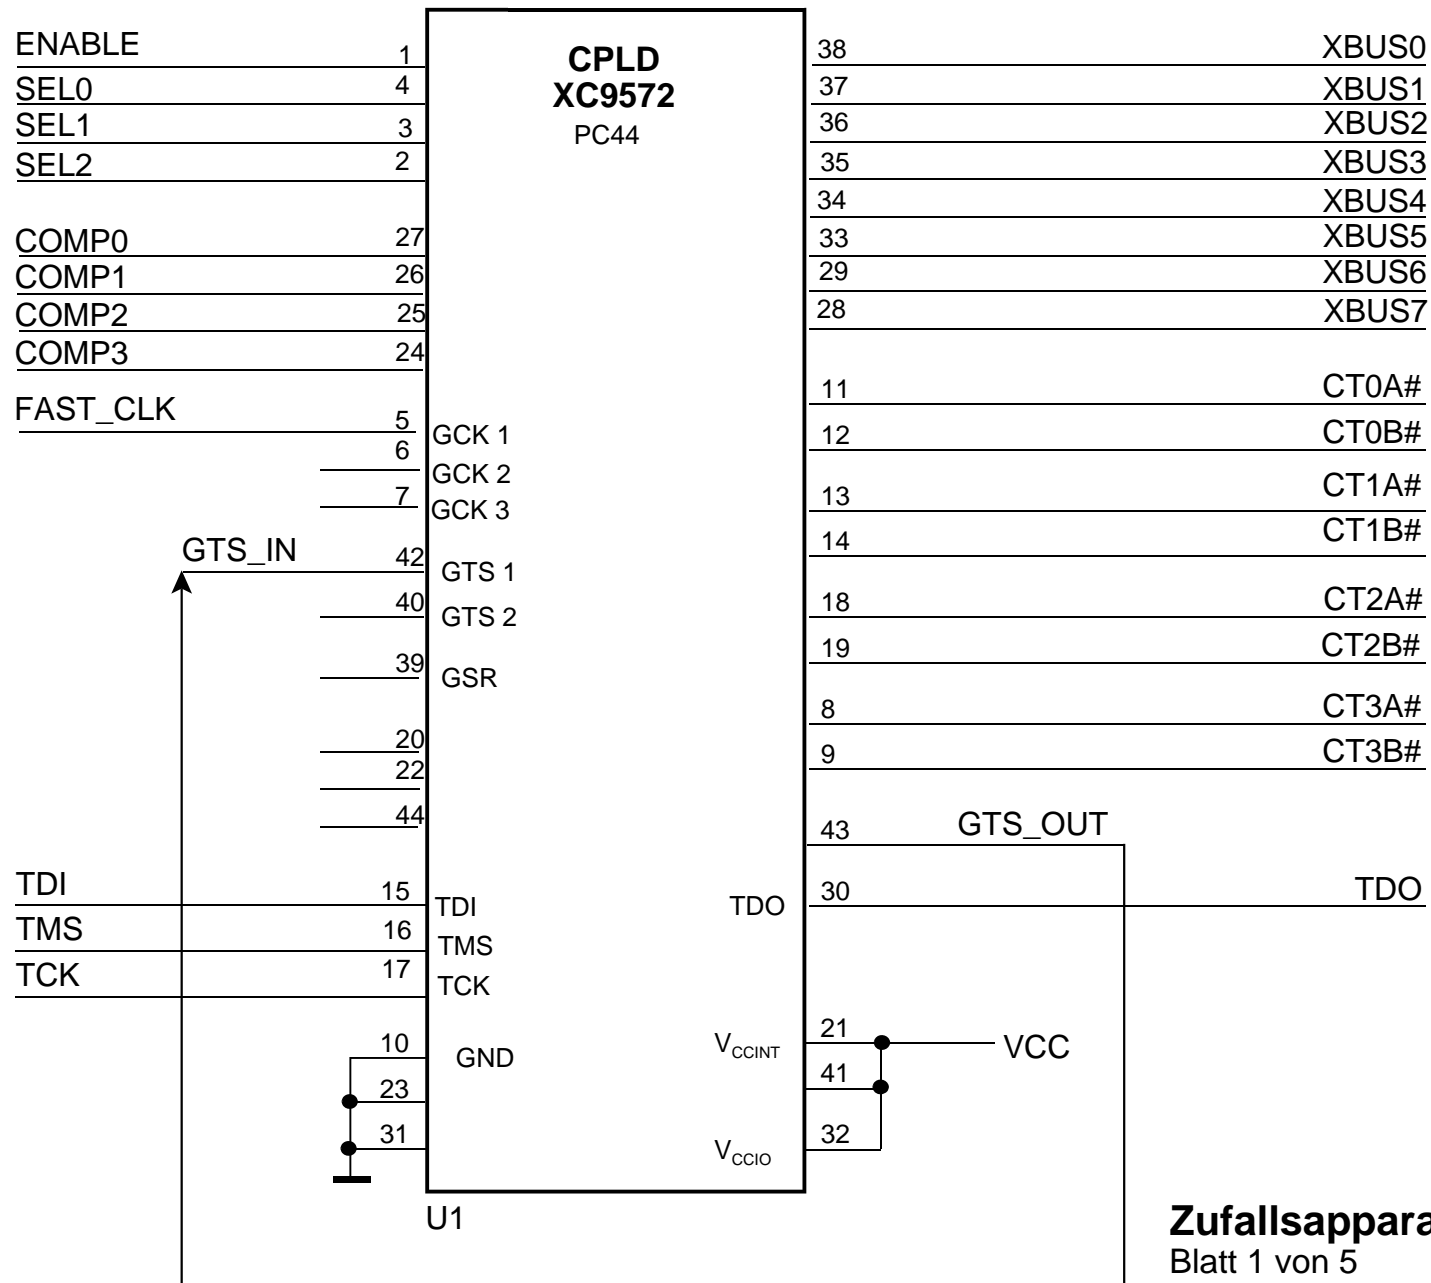 ENABLE 1
SEL0 4
SEL1 3
SEL2 2
COMP0 27
COMP1 26
COMP2 25
COMP3 24
FAST_CLK 5 GCK 1
6 GCK 2
7 GCK 3
GTS_IN 42 GTS 1
40 GTS 2
39 GSR
20
22
44
TDI 15 TDI
TMS 16 TMS
TCK 17 TCK
10 GND
23
31
CPLD
XC9572
PC44
38 XBUS0
37 XBUS1
36 XBUS2
35 XBUS3
34 XBUS4
33 XBUS5
29 XBUS6
28 XBUS7
11 CT0A#
12 CT0B#
13 CT1A#
14 CT1B#
18 CT2A#
19 CT2B#
8 CT3A#
9 CT3B#
43 GTS_OUT
TDO 30 TDO
VCCINT 21 VCC
41
VCCIO 32
U1
Blatt 1 von 5